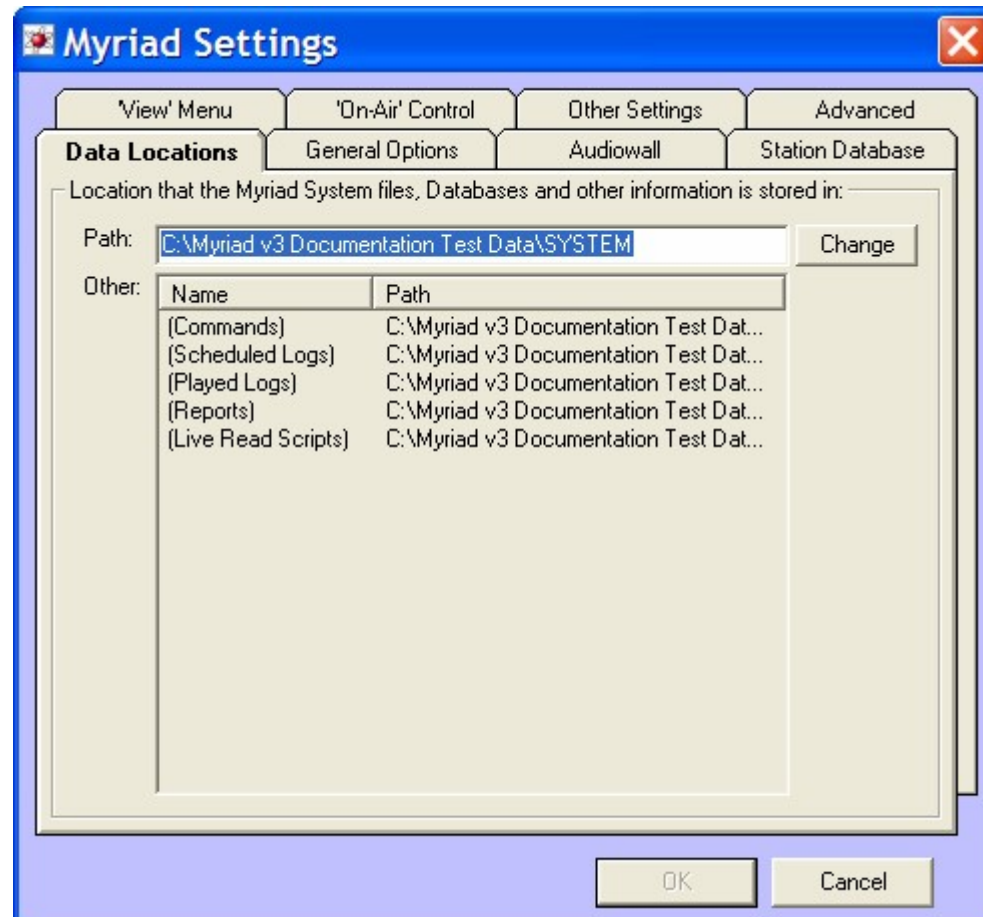 Myriad Settings
'View' Menu 'On-Air' Control Other Settings Advanced
Data Locations General Options Audiowall Station Database
Location that the Myriad System files, Databases and other information is stored in:
Path: C:\Myriad v3 Documentation Test Data\SYSTEM Change
Other: Name Path
(Commands) C:\Myriad v3 Documentation Test Dat...
(Scheduled Logs) C:\Myriad v3 Documentation Test Dat...
(Played Logs) C:\Myriad v3 Documentation Test Dat...
(Reports) C:\Myriad v3 Documentation Test Dat...
(Live Read Scripts) C:\Myriad v3 Documentation Test Dat...
OK Cancel